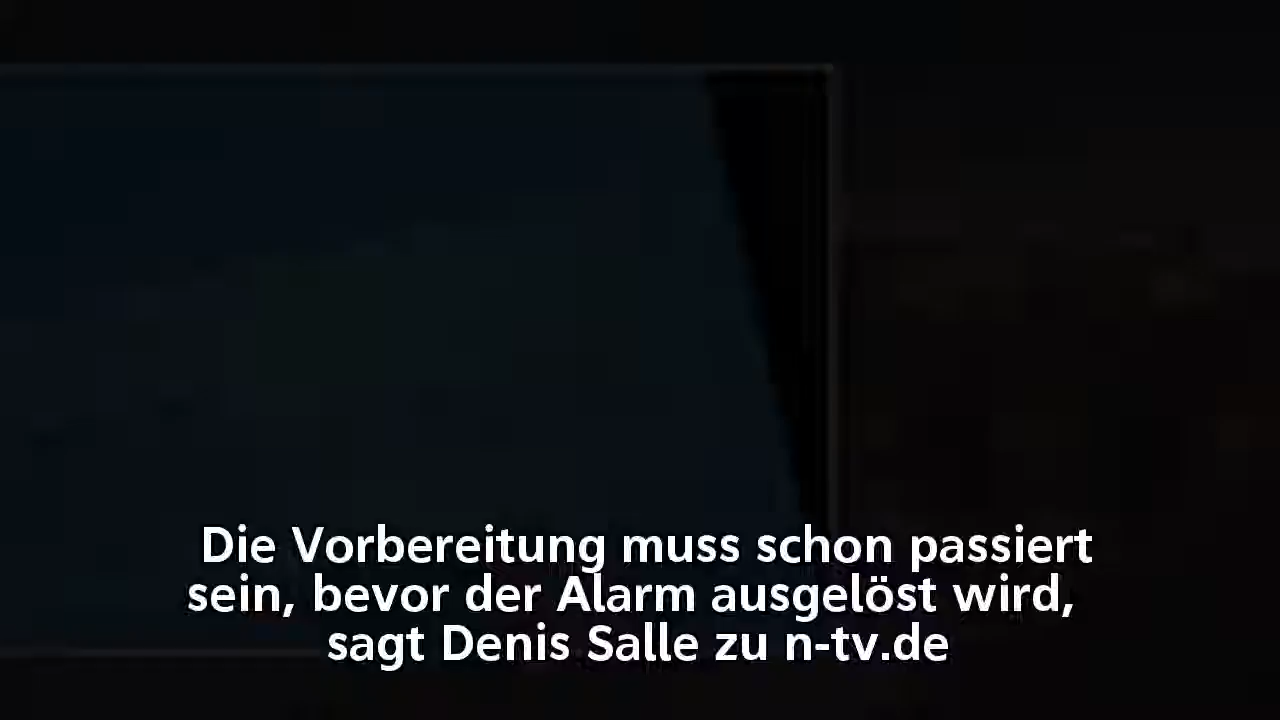 Die Vorbereitung muss schon passiert
sein, bevor der Alarm ausgelöst wird,
sagt Denis Salle zu n-tv.de